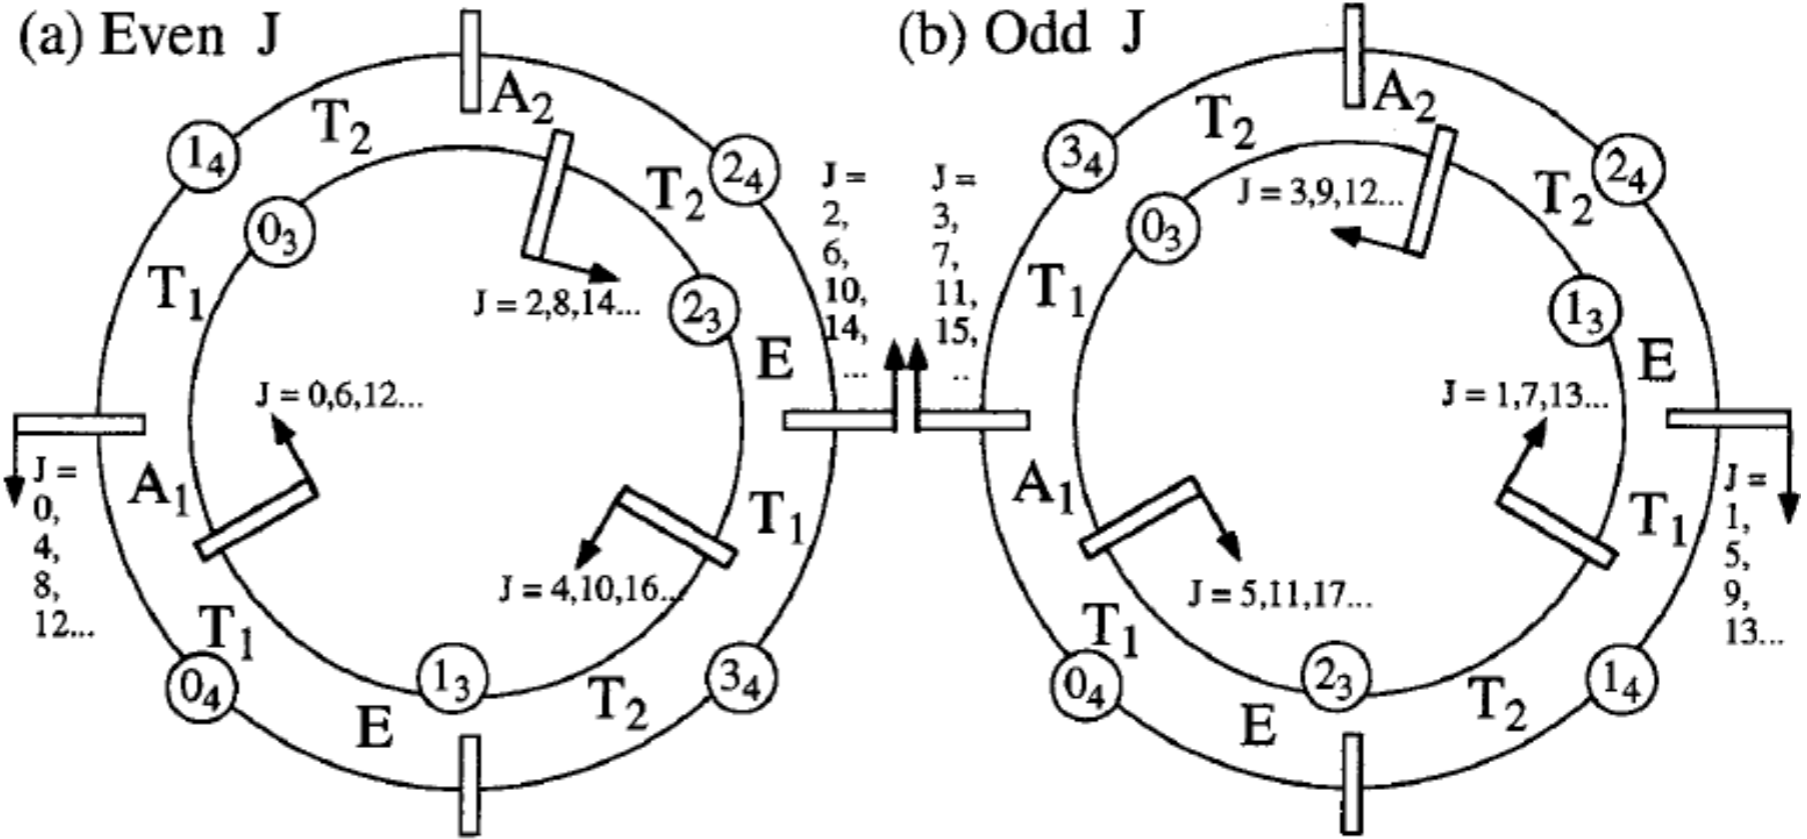 (a) Even J
T2
A2
14
24
T2
03
T1
J = 2,8,14...
23
E
J = 0,6,12...
J =
2,
6,
10,
14,
...
J =
0,
4,
8,
12...
A1
T1
J = 4,10,16...
T1
04
13
34
E
T2
(b) Odd J
T2
A2
34
24
J = 3,9,12...
T2
03
T1
13
E
J =
3,
7,
11,
15,
..
J = 1,7,13...
A1
T1
J =
1,
5,
9,
13...
J = 5,11,17...
T1
04
23
14
E
T2